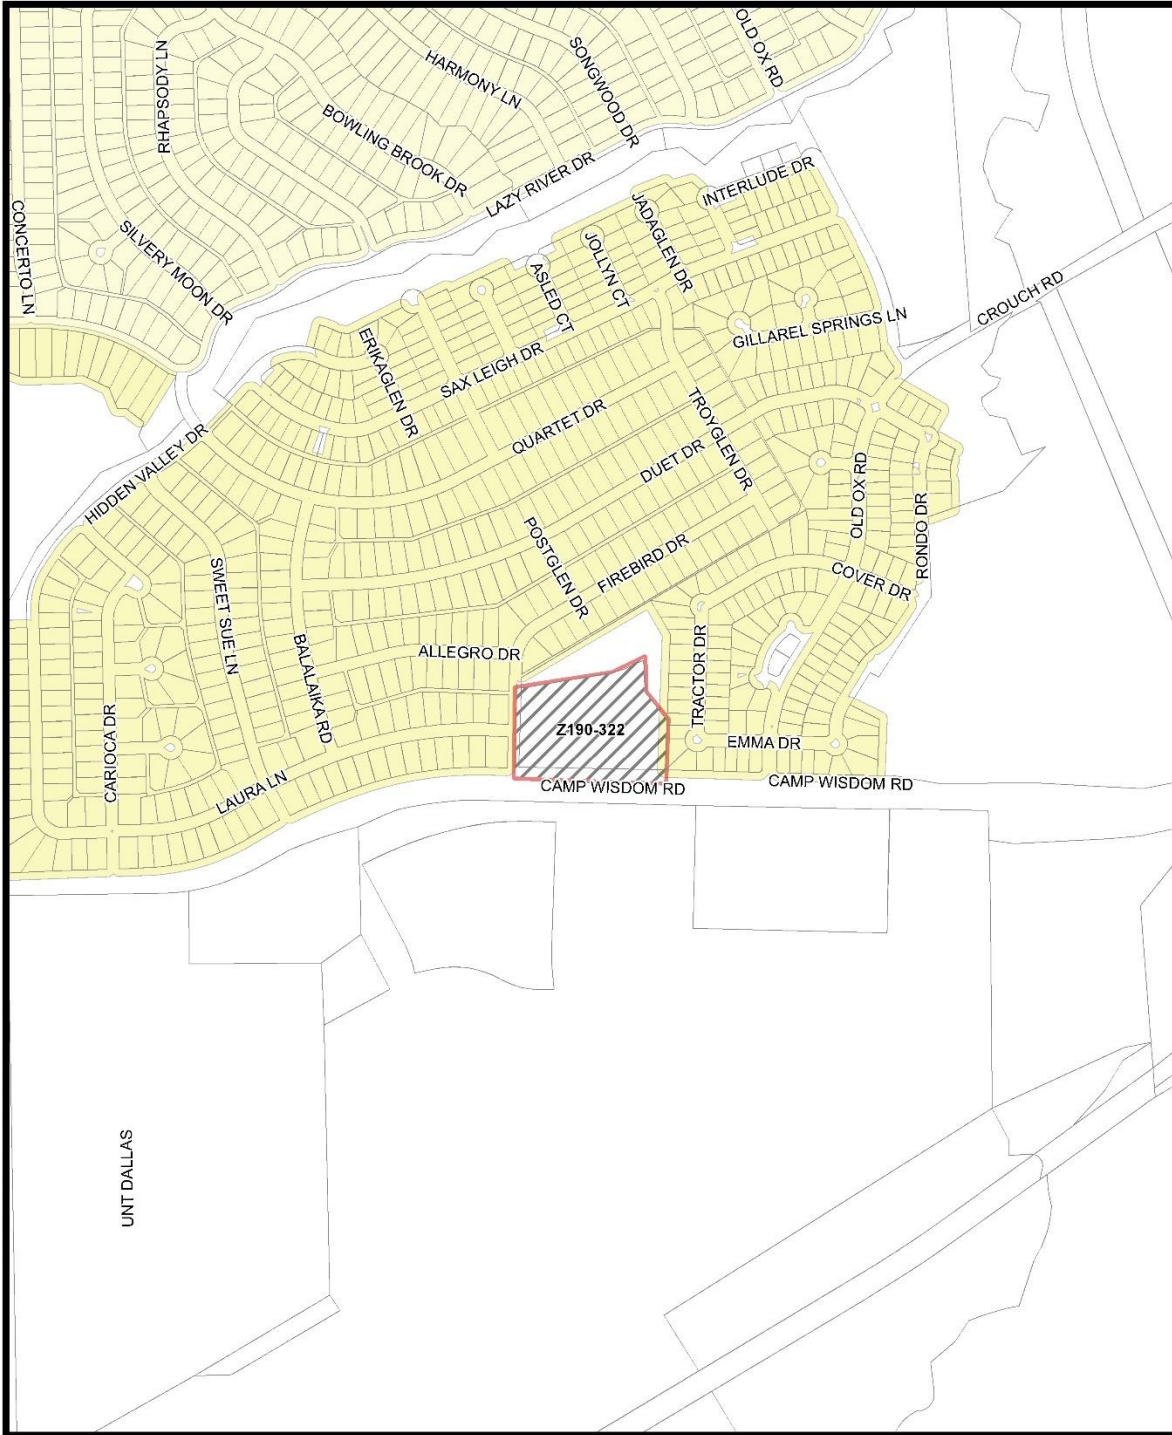 OLD OX RD
SONGWOOD DR
HARMONY LN
RHAPSODY LN
BOWLING BROOK DR
LAZY RIVER DR
INTERLUDE DR
CONCERTO LN
SILVERY MOON DR
JADAGLEN DR
JOLLYN CT
ASLED CT
CROUCH RD
GILLAREL SPRINGS LN
ERIKAGLEN DR
SAX LEIGH DR
QUARTET DR
TROYGLEN DR
DUET DR
HIDDEN VALLEY DR
OLD OX RD
RONDO DR
POSTGLEN DR
FIREBIRD DR
COVER DR
SWEET SUE LN
BALALAIKA RD
ALLEGRO DR
TRACTOR DR
Z190-322
EMMA DR
CARIOCA DR
LAURA LN
CAMP WISDOM RD
CAMP WISDOM RD
UNT DALLAS